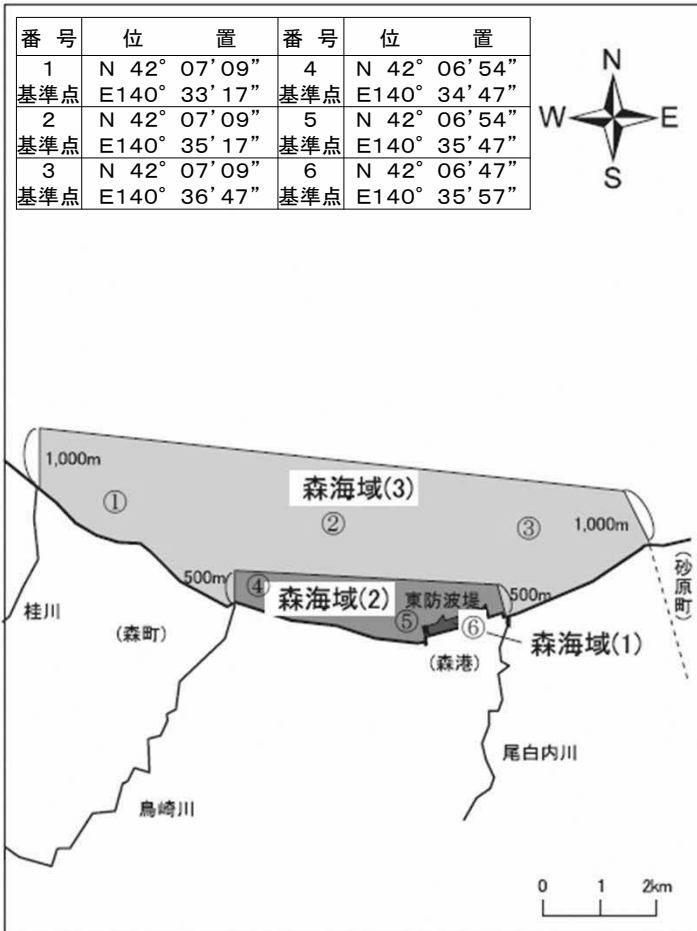 番 号 位 置 番 号 位 置
1 N 42° 07’09” 4 N 42° 06’54”
基準点 E140° 33’17” 基準点 E140° 34’47”
2 N 42° 07’09” 5 N 42° 06’54”
基準点 E140° 35’17” 基準点 E140° 35’47”
3 N 42° 07’09” 6 N 42° 06’47”
基準点 E140° 36’47” 基準点 E140° 35’57”
N
W E
S
1,000m
森海域(3)
① ② ③ 1,000m
(砂原町)
500m ④ 森海域(2) 東防波堤 500m
⑤ ⑥ 森海域(1)
桂川
(森町) (森港)
尾白内川
鳥崎川
0 1 2km